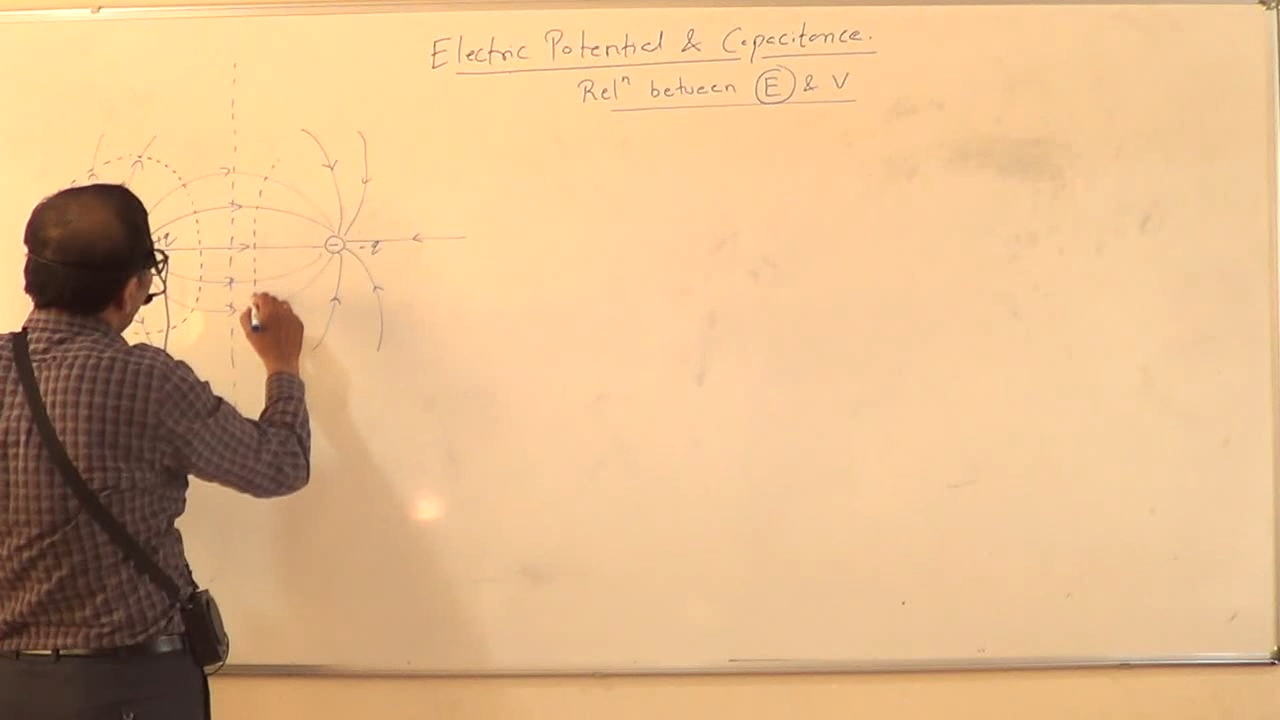 Electric Potential & Capacitance.
Relⁿ between E & V
+q
-q